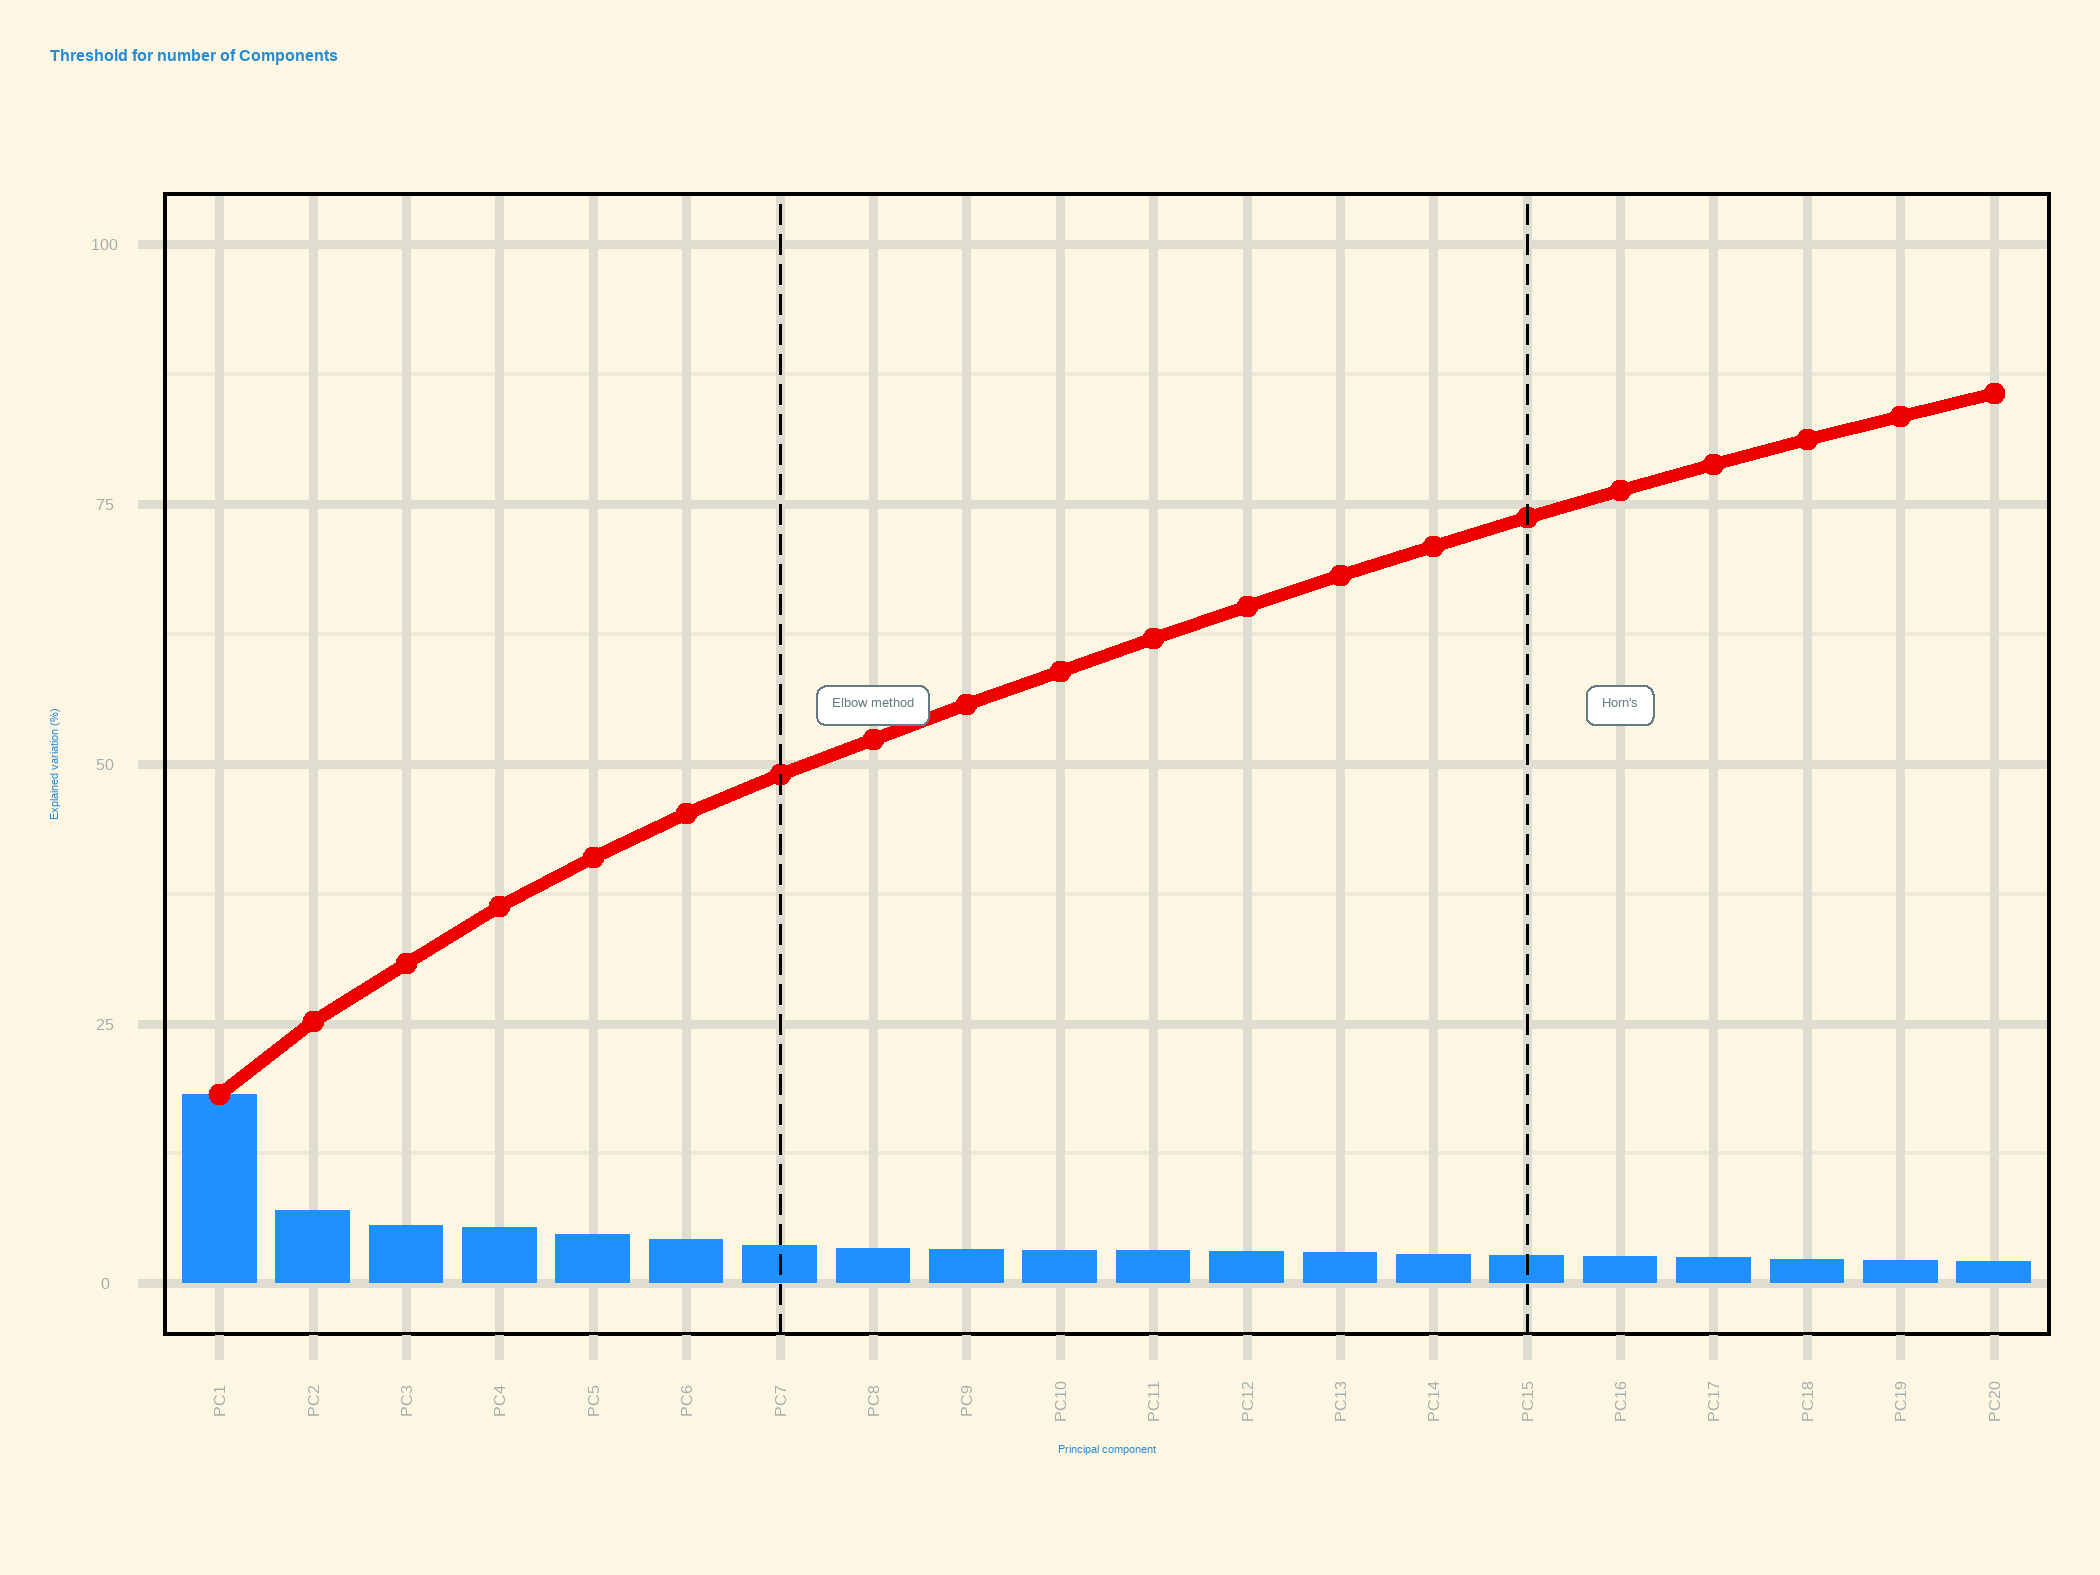 Threshold for number of Components
100
75
50
25
0
Explained variation (%)
Elbow method
Horn's
PC1
PC2
PC3
PC4
PC5
PC6
PC7
PC8
PC9
PC10
PC11
PC12
PC13
PC14
PC15
PC16
PC17
PC18
PC19
PC20
Principal component